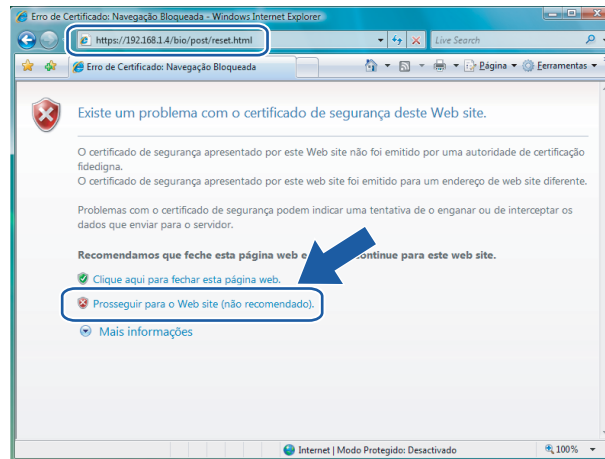 Erro de Certificado: Navegação Bloqueada - Windows Internet Explorer
https://192.168.1.4/bio/post/reset.html
Live Search
Erro de Certificado: Navegação Bloqueada
Página
Ferramentas
Existe um problema com o certificado de segurança deste Web site.
O certificado de segurança apresentado por este Web site não foi emitido por uma autoridade de certificação
fidedigna.
O certificado de segurança apresentado por este web site foi emitido para um endereço de web site diferente.
Problemas com o certificado de segurança podem indicar uma tentativa de o enganar ou de interceptar os
dados que enviar para o servidor.
Recomendamos que feche esta página web e continue para este web site.
Clique aqui para fechar esta página web.
Prosseguir para o Web site (não recomendado).
Mais informações
Internet | Modo Protegido: Desactivado
100%